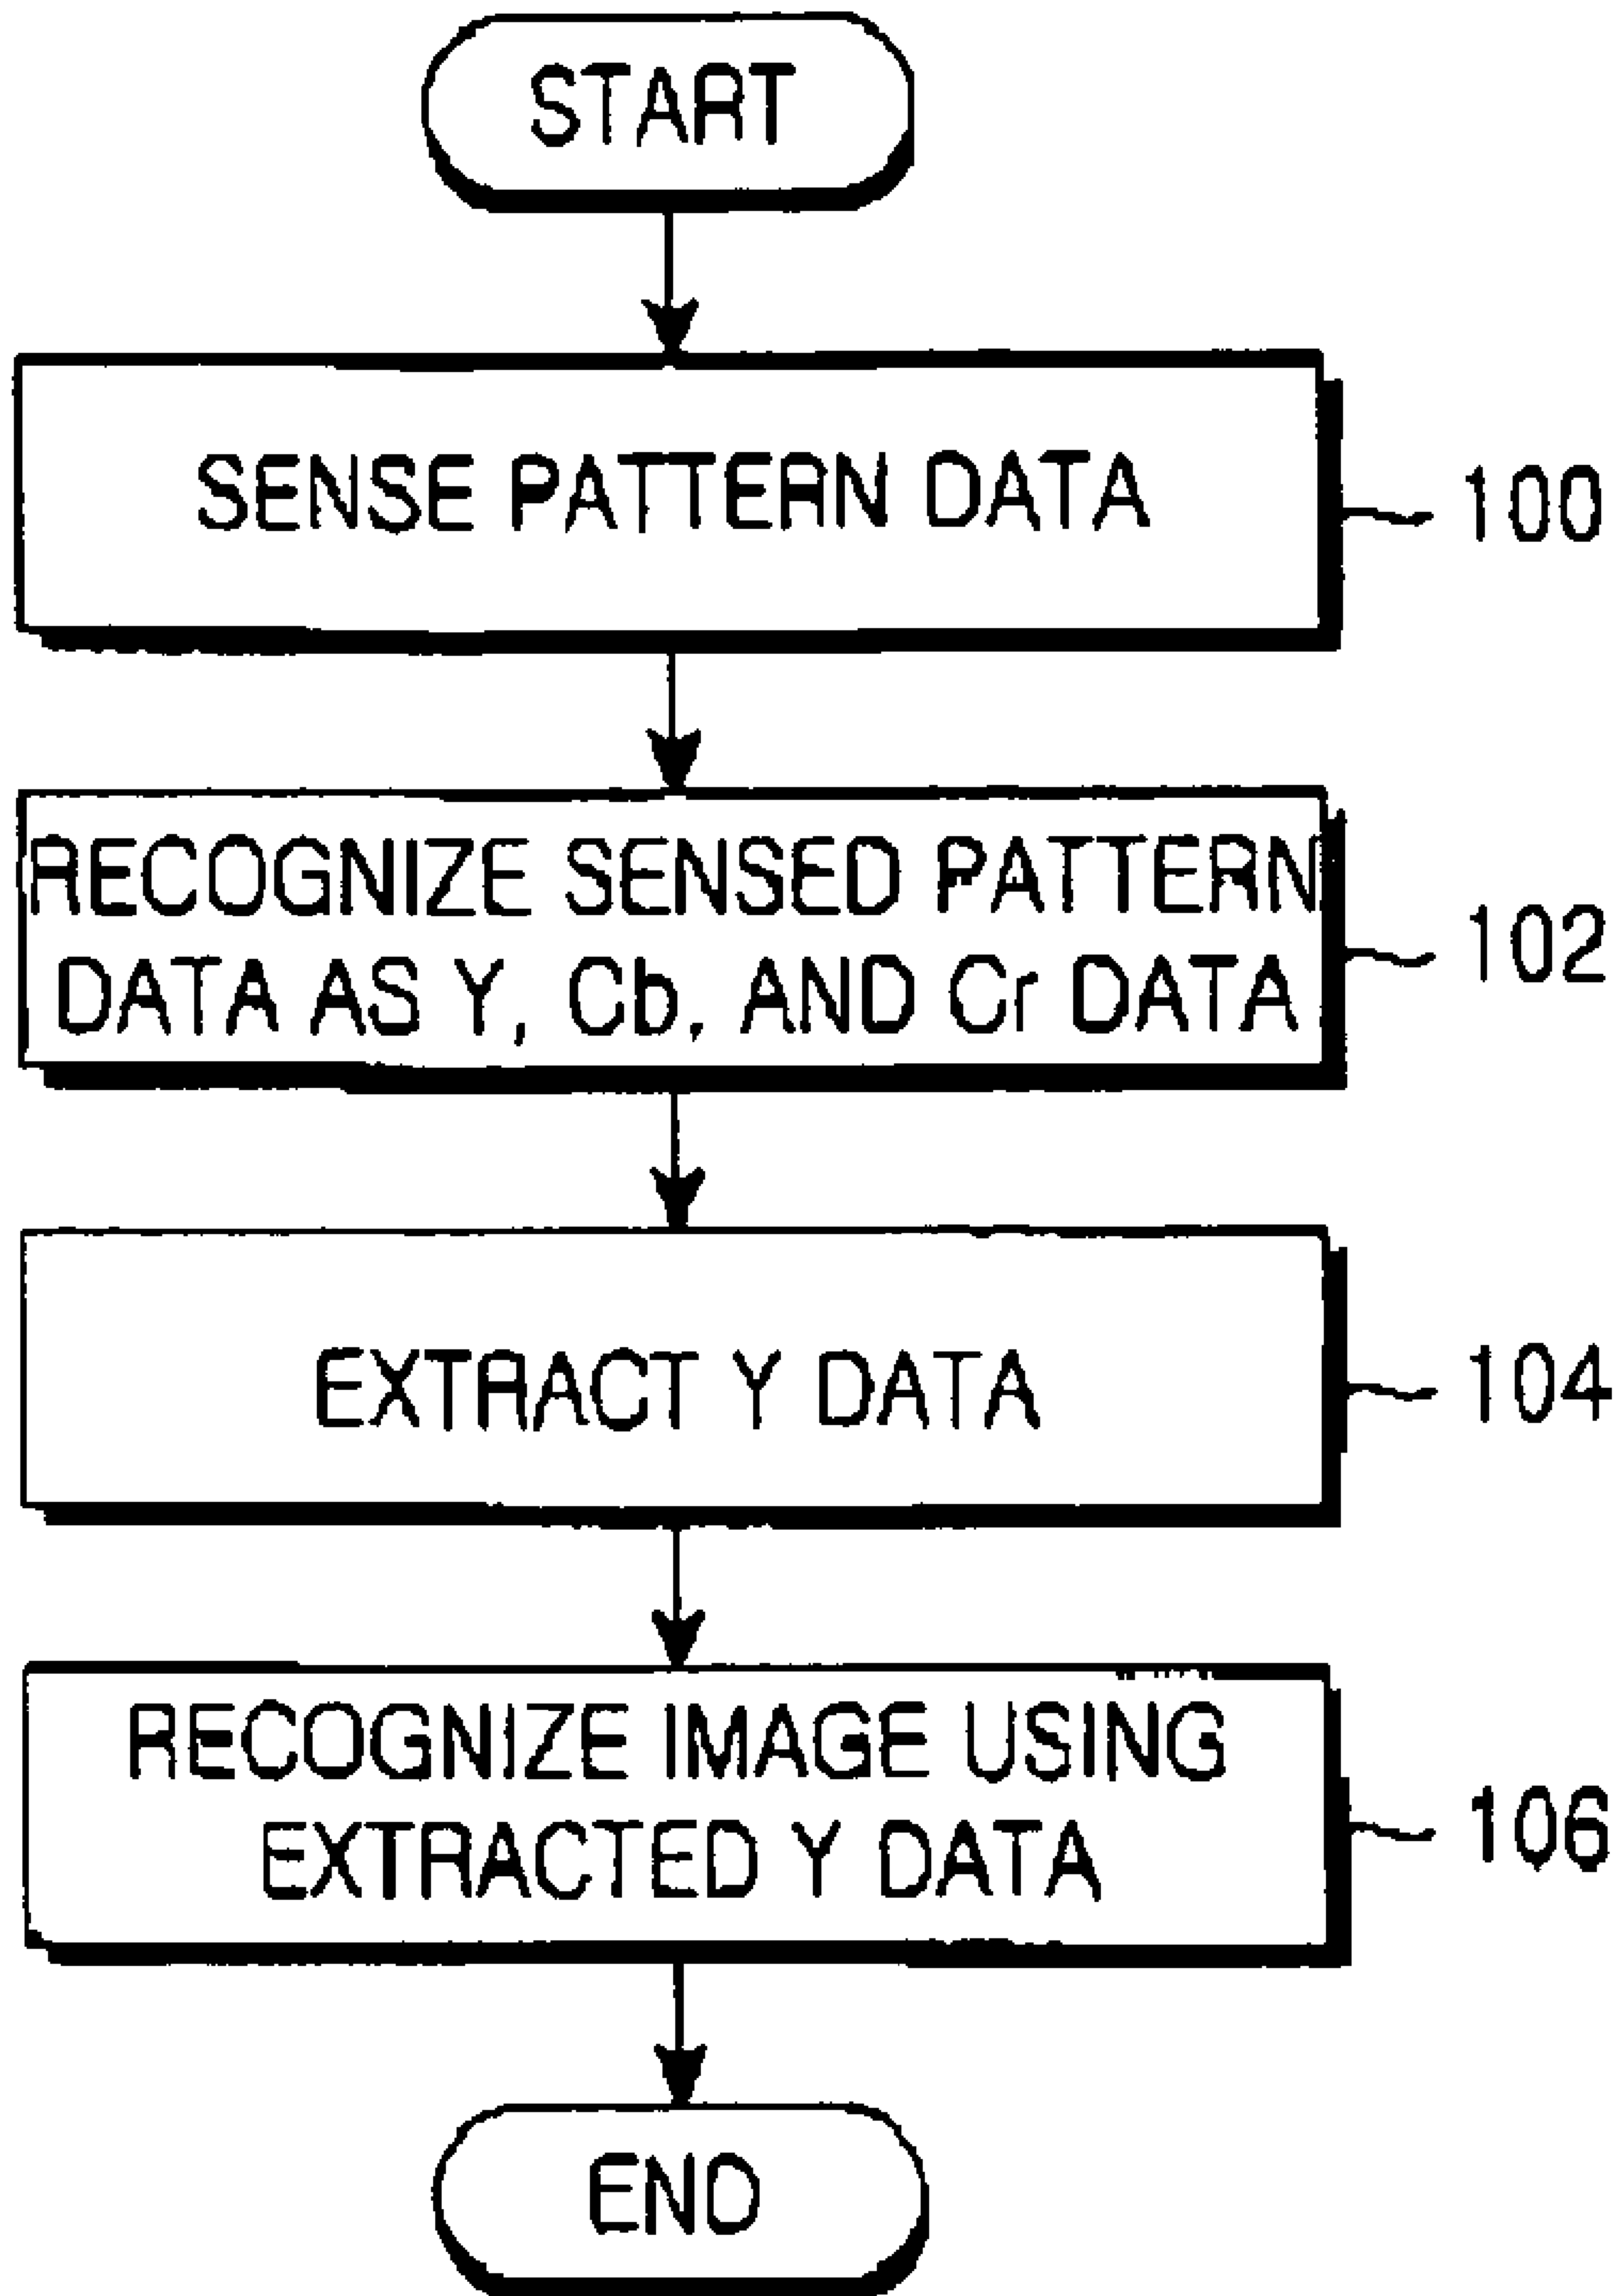 START
SENSE PATTERN DATA
100
RECOGNIZE SENSED PATTERN
DATA AS Y, Cb, AND Cr DATA
102
EXTRACT Y DATA
104
RECOGNIZE IMAGE USING
EXTRACTED Y DATA
106
END